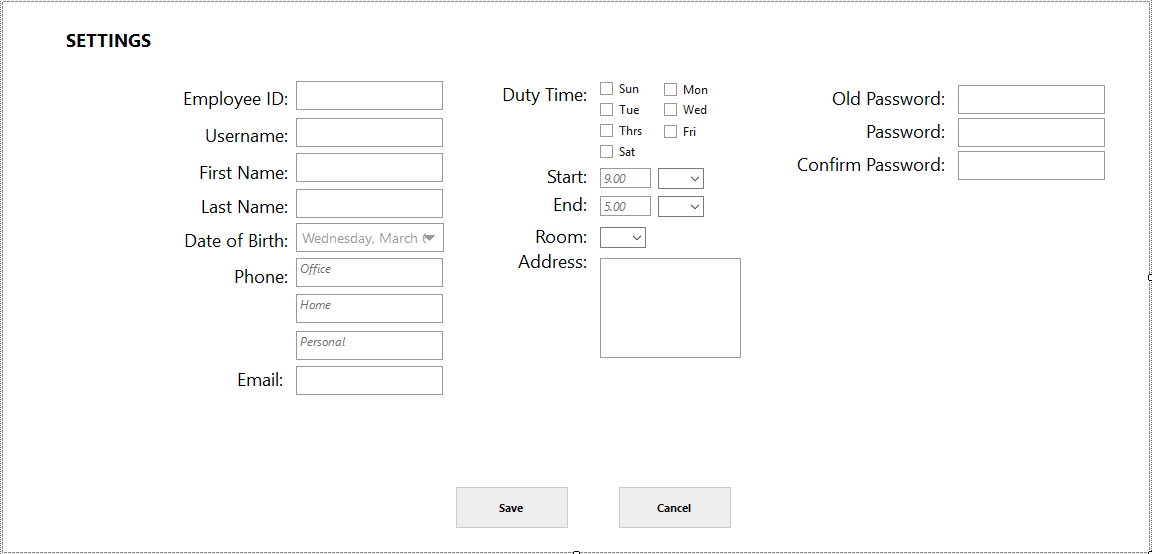 SETTINGS
Employee ID:
Username:
First Name:
Last Name:
Date of Birth: Wednesday, March
Phone: Office
Home
Personal
Email:
Duty Time: Sun Mon
Tue Wed
Thrs Fri
Sat
Start: 9.00
End: 5.00
Room:
Address:
Old Password:
Password:
Confirm Password:
Save Cancel